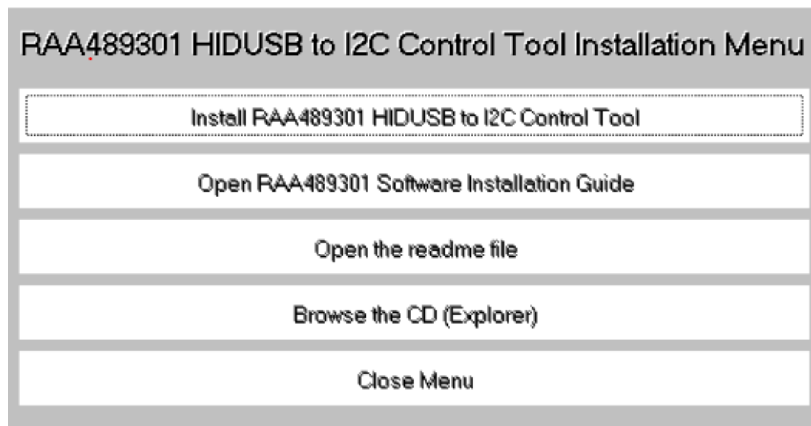 RAA489301 HIDUSB to I2C Control Tool Installation Menu
Install RAA489301 HIDUSB to I2C Control Tool
Open RAA489301 Software Installation Guide
Open the readme file
Browse the CD (Explorer)
Close Menu